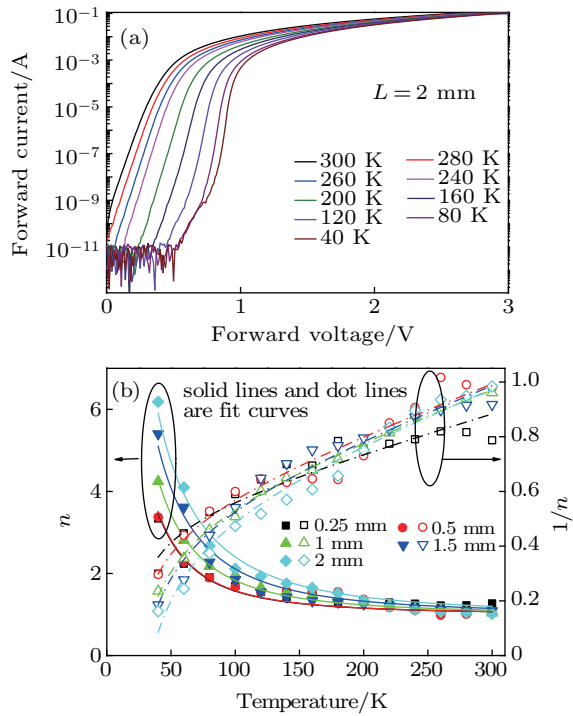 10⁻¹
10⁻³
10⁻⁵
10⁻⁷
10⁻⁹
10⁻¹¹
Forward current/A
(a)
L = 2 mm
300 K 280 K
260 K 240 K
200 K 160 K
120 K 80 K
40 K
0 1 2 3
Forward voltage/V
(b) solid lines and dot lines
are fit curves
6
4
2
0
n
1.0
0.8
0.6
0.4
0.2
0
1/n
0.25 mm 0.5 mm
1 mm 1.5 mm
2 mm
0 50 100 150 200 250 300
Temperature/K